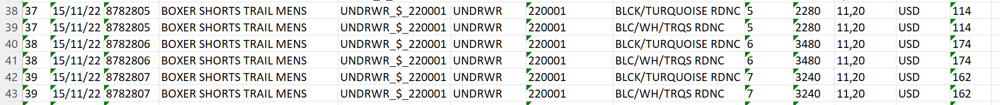 38 37 15/11/22 8782805 BOXER SHORTS TRAIL MENS UNDRWR_$_220001 UNDRWR 220001 BLCK/TURQUOISE RDNC 5 2280 11,20 USD 114
39 37 15/11/22 8782805 BOXER SHORTS TRAIL MENS UNDRWR_$_220001 UNDRWR 220001 BLC/WH/TRQS RDNC 5 2280 11,20 USD 114
40 38 15/11/22 8782806 BOXER SHORTS TRAIL MENS UNDRWR_$_220001 UNDRWR 220001 BLCK/TURQUOISE RDNC 6 3480 11,20 USD 174
41 38 15/11/22 8782806 BOXER SHORTS TRAIL MENS UNDRWR_$_220001 UNDRWR 220001 BLC/WH/TRQS RDNC 6 3480 11,20 USD 174
42 39 15/11/22 8782807 BOXER SHORTS TRAIL MENS UNDRWR_$_220001 UNDRWR 220001 BLCK/TURQUOISE RDNC 7 3240 11,20 USD 162
43 39 15/11/22 8782807 BOXER SHORTS TRAIL MENS UNDRWR_$_220001 UNDRWR 220001 BLC/WH/TRQS RDNC 7 3240 11,20 USD 162